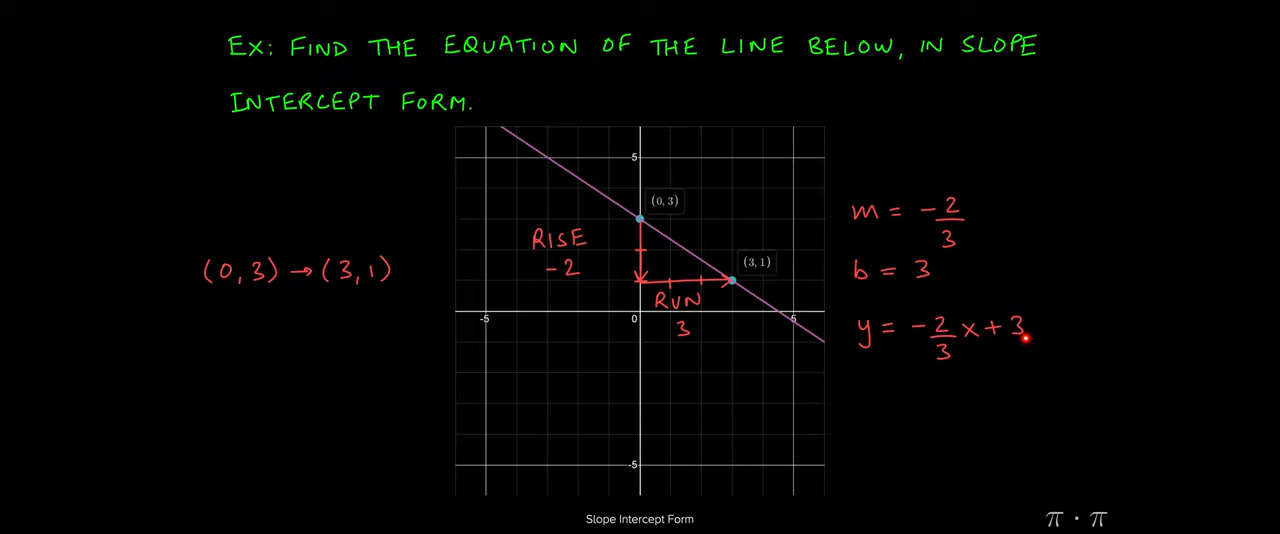 EX: FIND THE EQUATION OF THE LINE BELOW, IN SLOPE
INTERCEPT FORM.
5
(0, 3)
(3, 1)
RISE
-2
RUN
3
-5
0
5
-5
(0, 3) → (3, 1)
m = -2/3
b = 3
y = -2/3 x + 3
Slope Intercept Form
π · π